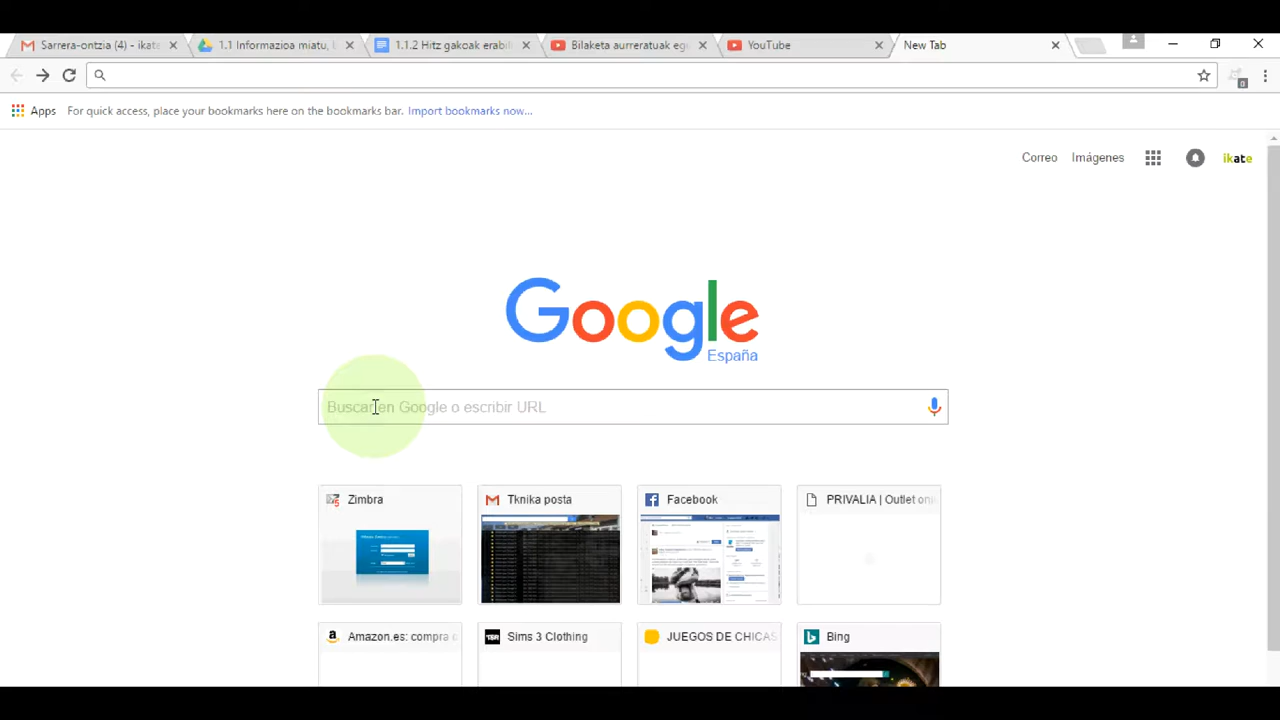 Sarrera-ontzia (4) - ikate
1.1 Informazioa miatu, b
1.1.2 Hitz gakoak erabil
Bilaketa aurreratuak egi
YouTube
New Tab
Apps For quick access, place your bookmarks here on the bookmarks bar. Import bookmarks now...
0
Correo Imágenes ikate
Google
España
Buscar en Google o escribir URL
Zimbra
Tknika posta
Facebook
PRIVALIA | Outlet onl
Amazon.es: compra o
Sims 3 Clothing
JUEGOS DE CHICAS
Bing